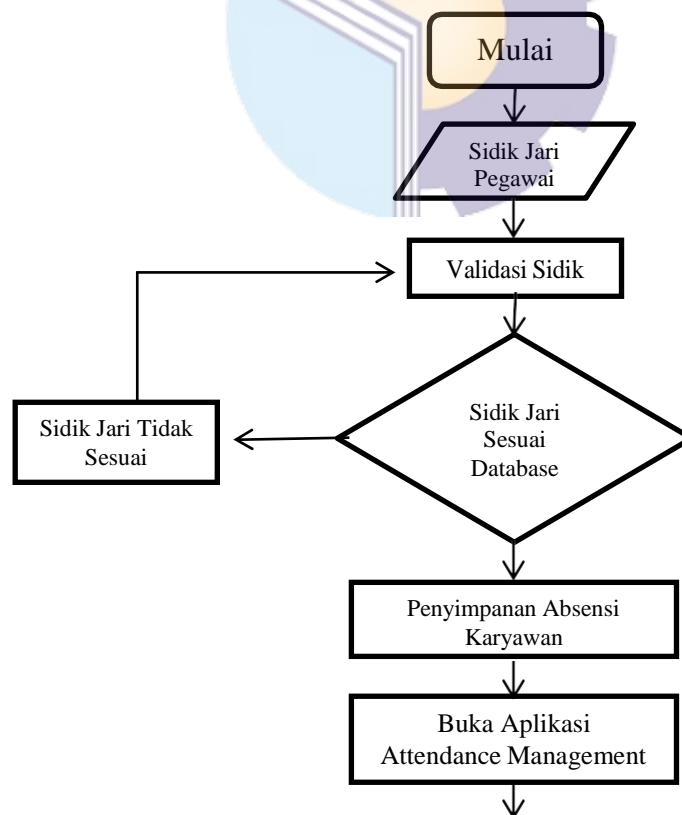 Mulai
Sidik Jari
Pegawai
Validasi Sidik
Sidik Jari
Sesuai
Database
Sidik Jari Tidak
Sesuai
Penyimpanan Absensi
Karyawan
Buka Aplikasi
Attendance Management